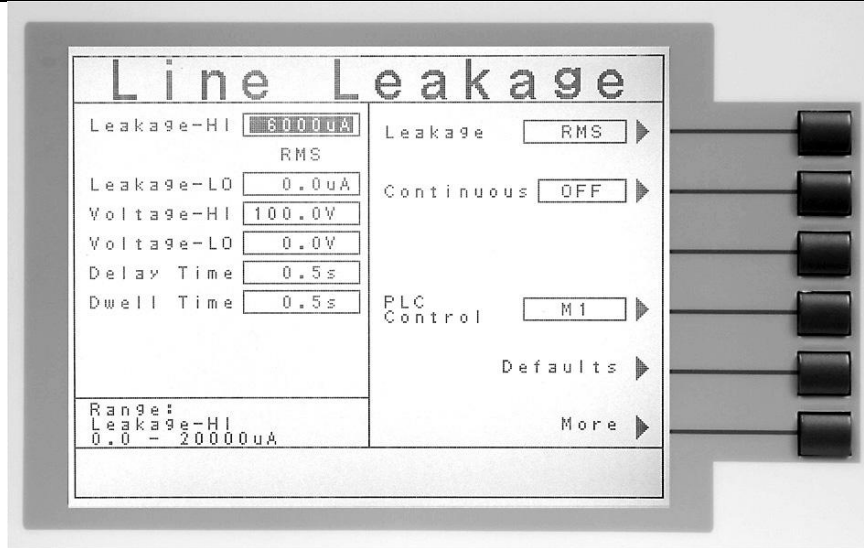 Line Leakage
Leakage-HI 6000uA
RMS
Leakage-LO 0.0uA
Voltage-HI 100.0V
Voltage-LO 0.0V
Delay Time 0.5s
Dwell Time 0.5s
Range:
Leakage-HI
0.0 - 20000uA
Leakage RMS
Continuous OFF
PLC
Control M1
Defaults
More